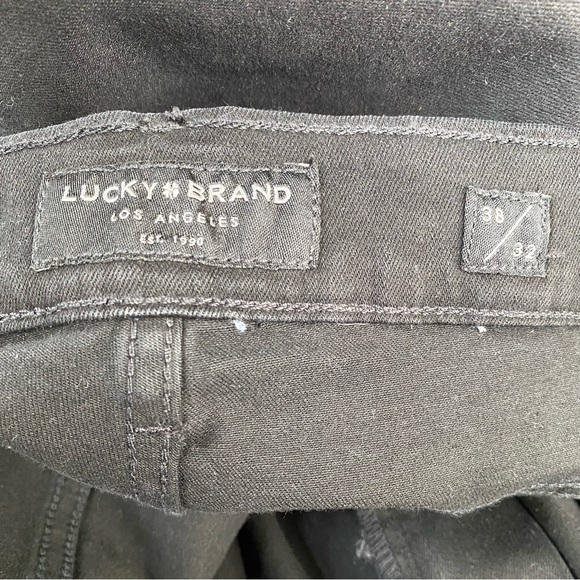 LUCKY BRAND
LOS ANGELES
EST. 1990
38/32